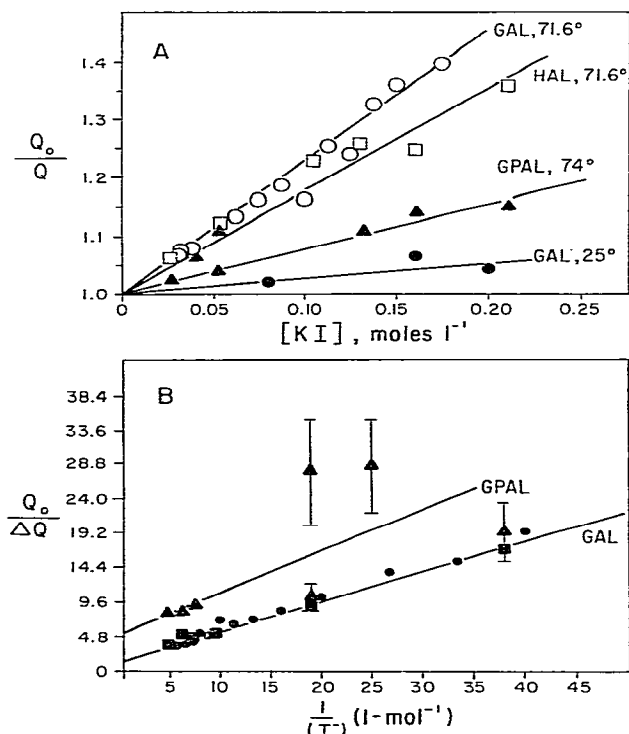 A
GAL, 71.6°
HAL, 71.6°
GPAL, 74°
GAL, 25°
Q₀
Q
1.4
1.3
1.2
1.1
1.0
0 0.05 0.10 0.15 0.20 0.25
[KI], moles l⁻¹
B
GPAL
GAL
Q₀
ΔQ
38.4
33.6
28.8
24.0
19.2
14.4
9.6
4.8
0
5 10 15 20 25 30 35 40 45
1
(I⁻) (l-mol⁻¹)